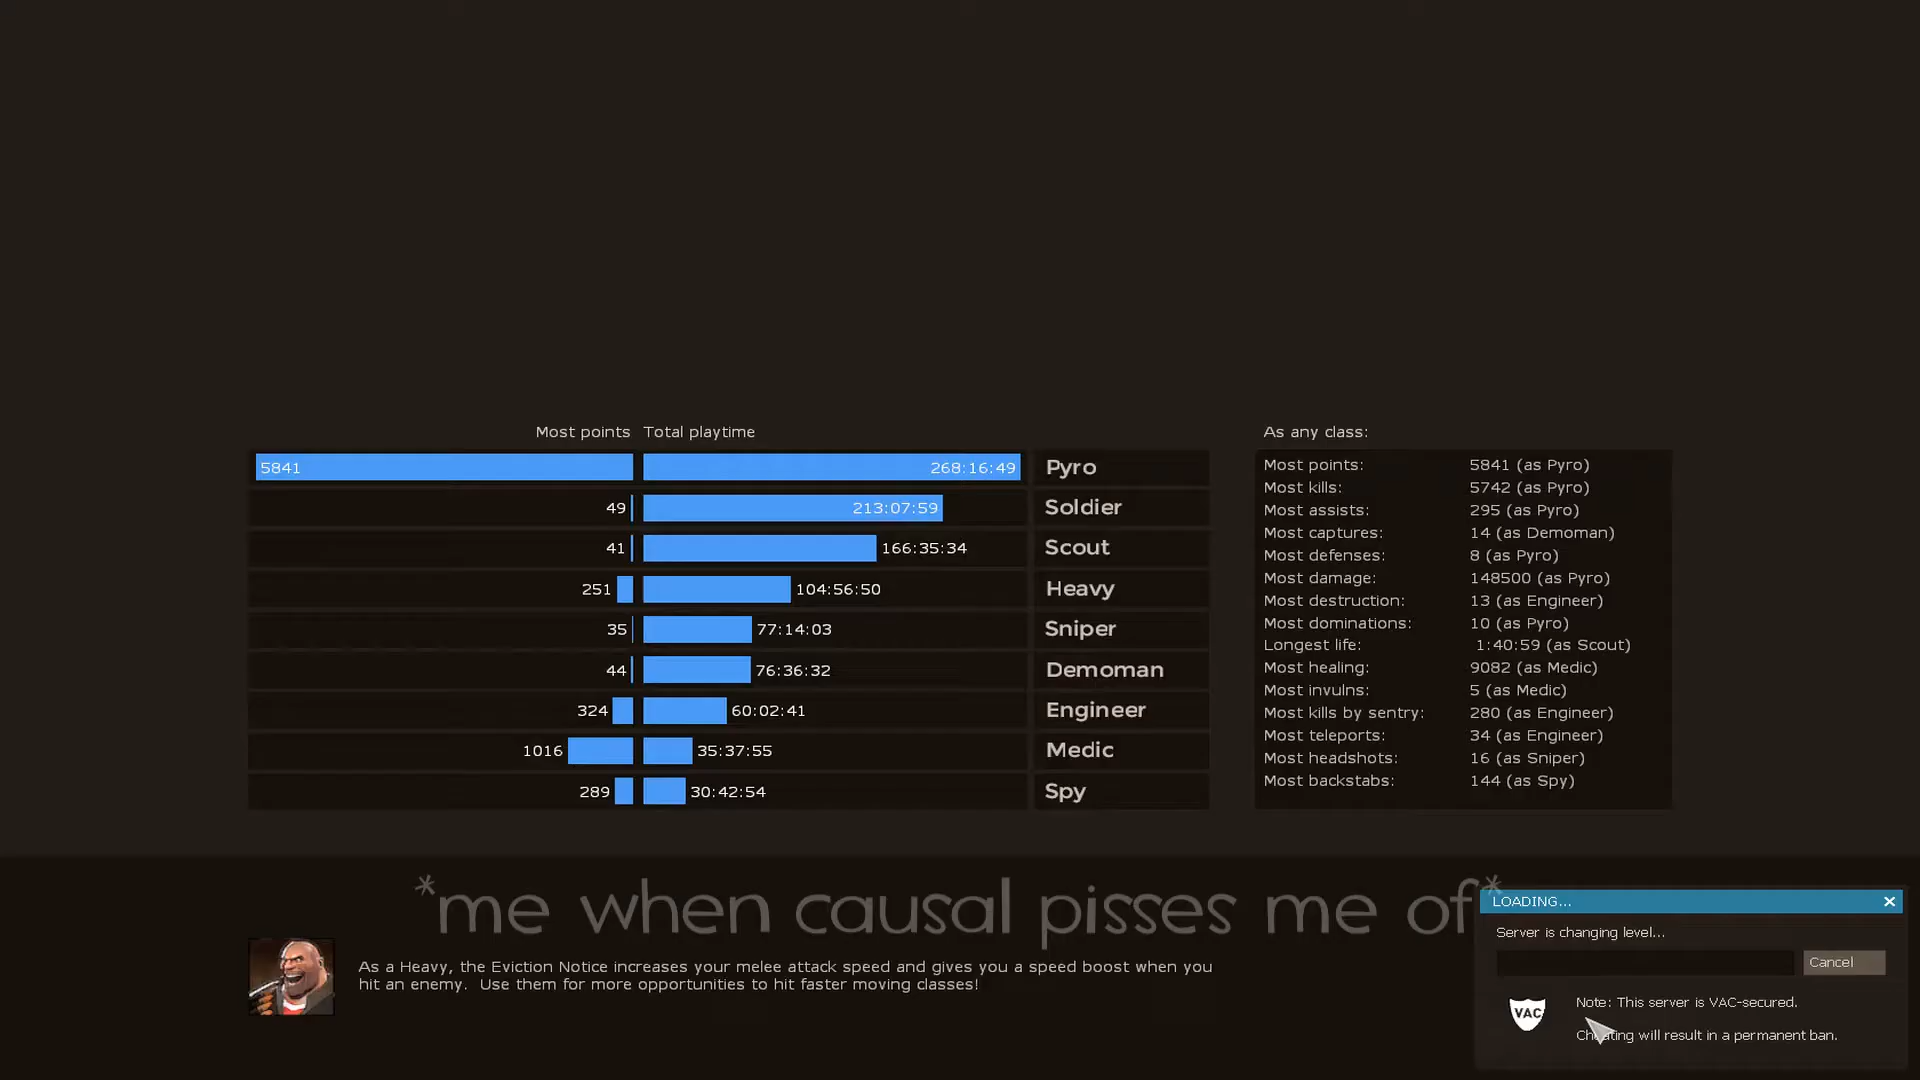 Most points Total playtime
As any class:
5841 268:16:49 Pyro
49 213:07:59 Soldier
41 166:35:34 Scout
251 104:56:50 Heavy
35 77:14:03 Sniper
44 76:36:32 Demoman
324 60:02:41 Engineer
1016 35:37:55 Medic
289 30:42:54 Spy
Most points: 5841 (as Pyro)
Most kills: 5742 (as Pyro)
Most assists: 295 (as Pyro)
Most captures: 14 (as Demoman)
Most defenses: 8 (as Pyro)
Most damage: 148500 (as Pyro)
Most destruction: 13 (as Engineer)
Most dominations: 10 (as Pyro)
Longest life: 1:40:59 (as Scout)
Most healing: 9082 (as Medic)
Most invulns: 5 (as Medic)
Most kills by sentry: 280 (as Engineer)
Most teleports: 34 (as Engineer)
Most headshots: 16 (as Sniper)
Most backstabs: 144 (as Spy)
*me when causal pisses me of*
As a Heavy, the Eviction Notice increases your melee attack speed and gives you a speed boost when you
hit an enemy.  Use them for more opportunities to hit faster moving classes!
LOADING...
Server is changing level...
Cancel
VAC
Note: This server is VAC-secured.
Cheating will result in a permanent ban.